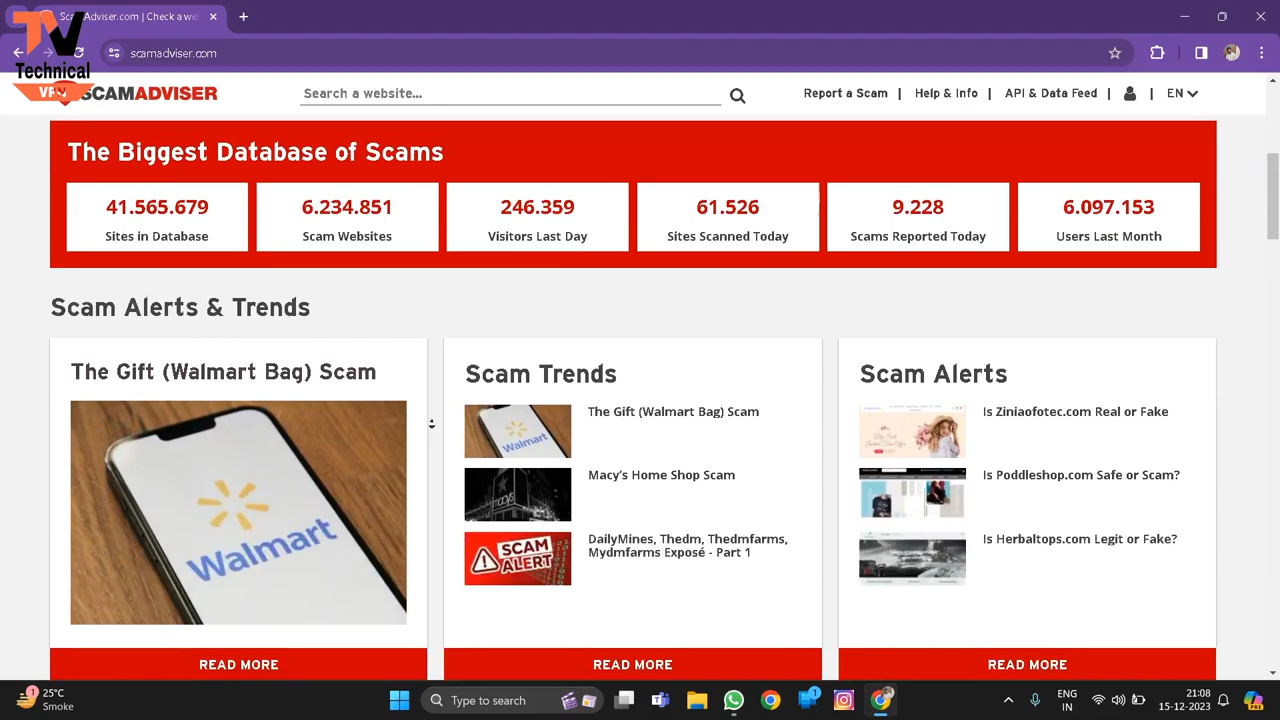 ScamAdviser.com | Check a we
scamadviser.com
TV
Technical
VPN
SCAMADVISER
Search a website...
Report a Scam | Help & Info | API & Data Feed | | EN
The Biggest Database of Scams
41.565.679 6.234.851 246.359 61.526 9.228 6.097.153
Sites in Database Scam Websites Visitors Last Day Sites Scanned Today Scams Reported Today Users Last Month
Scam Alerts & Trends
The Gift (Walmart Bag) Scam
Walmart
READ MORE
Scam Trends
Walmart
The Gift (Walmart Bag) Scam
Macy's Home Shop Scam
SCAM
ALERT
DailyMines, Thedm, Thedmfarms,
Mydmfarms Exposé - Part 1
READ MORE
Scam Alerts
Is Ziniaofotec.com Real or Fake
Is Poddleshop.com Safe or Scam?
Is Herbaltops.com Legit or Fake?
READ MORE
1
25°C
Smoke
Type to search
1
ENG
IN
21:08
15-12-2023